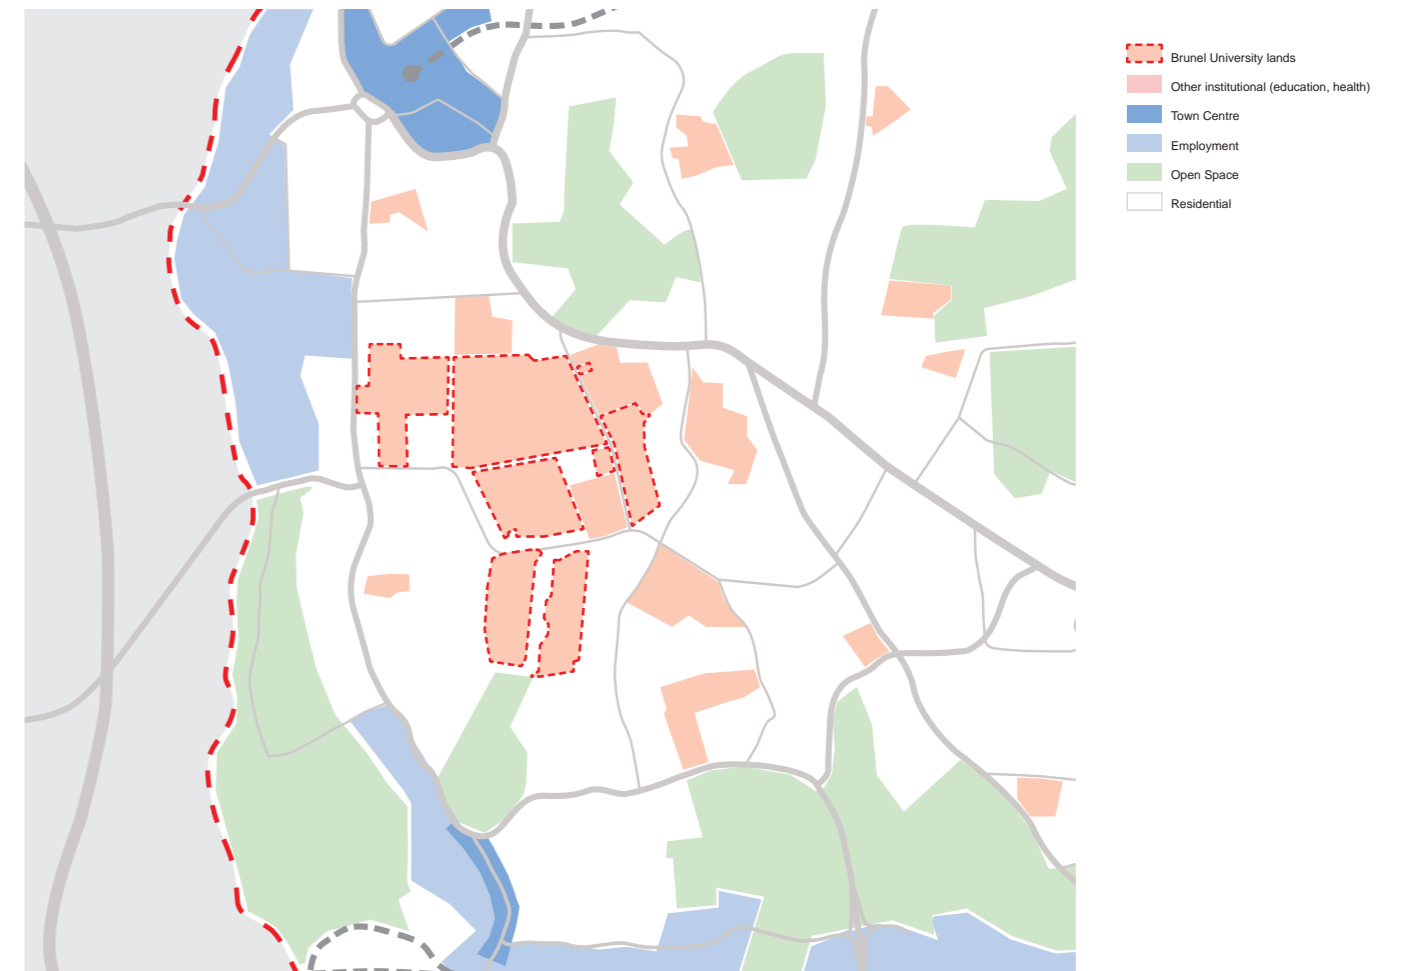 Brunel University lands
Other institutional (education, health)
Town Centre
Employment
Open Space
Residential